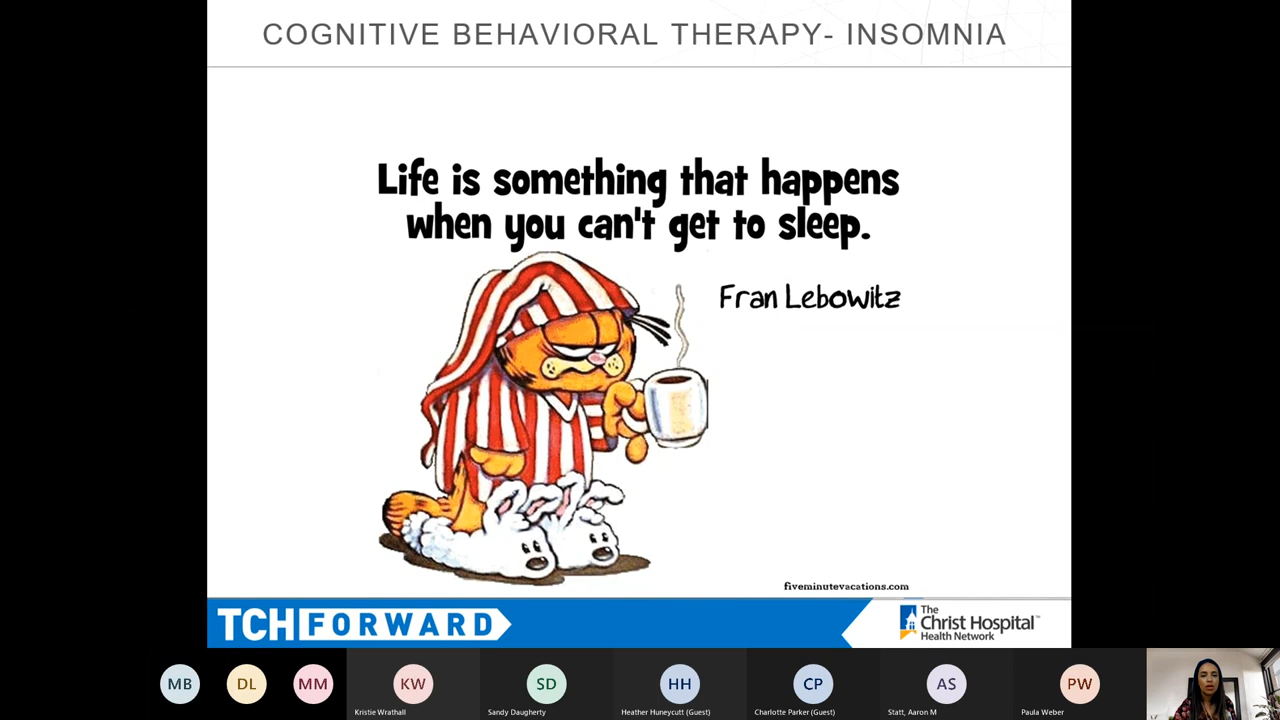 COGNITIVE BEHAVIORAL THERAPY- INSOMNIA
Life is something that happens
when you can't get to sleep.
Fran Lebowitz
fiveminutevacations.com
TCH FORWARD
The
Christ Hospital™
Health Network
MB
DL
MM
KW
SD
HH
CP
AS
PW
Kristie Wrathall
Sandy Daugherty
Heather Huneycutt (Guest)
Charlotte Parker (Guest)
Statt, Aaron M
Paula Weber